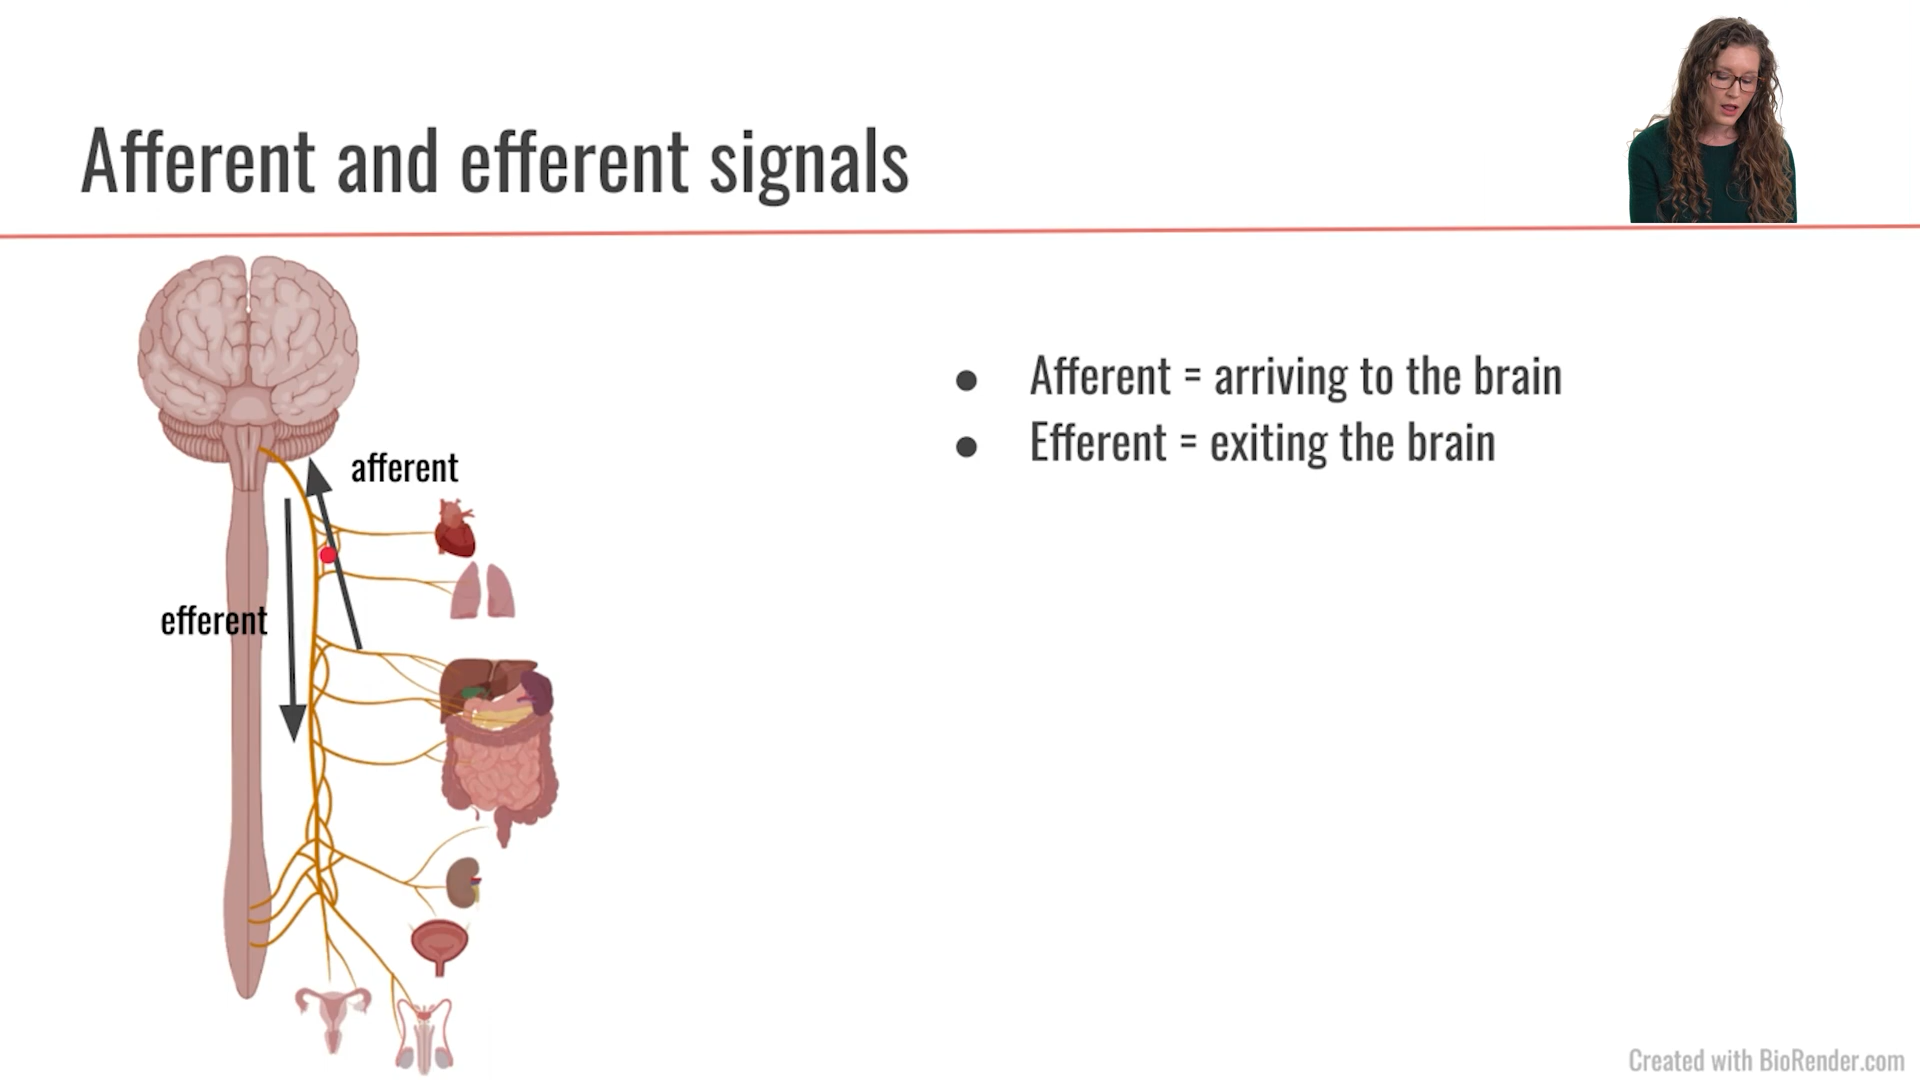 Afferent and efferent signals
afferent
efferent
● Afferent = arriving to the brain
● Efferent = exiting the brain
Created with BioRender.com